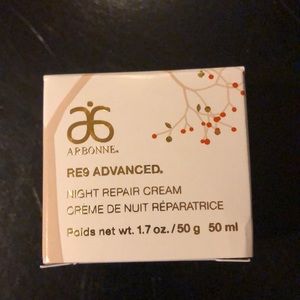 ARBONNE®
RE9 ADVANCED®
NIGHT REPAIR CREAM
CRÈME DE NUIT RÉPARATRICE
Poids net wt. 1.7 oz./50 g 50 ml